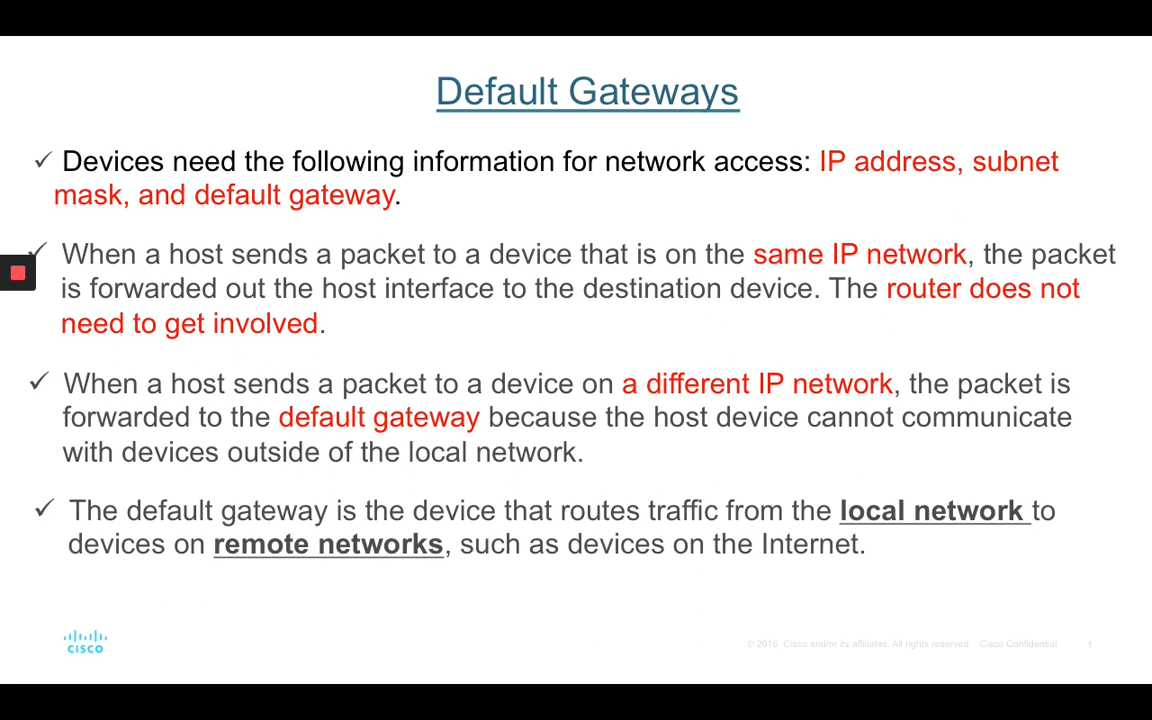 Default Gateways
✓ Devices need the following information for network access: IP address, subnet
mask, and default gateway.
✓ When a host sends a packet to a device that is on the same IP network, the packet
is forwarded out the host interface to the destination device. The router does not
need to get involved.
✓ When a host sends a packet to a device on a different IP network, the packet is
forwarded to the default gateway because the host device cannot communicate
with devices outside of the local network.
✓ The default gateway is the device that routes traffic from the local network to
devices on remote networks, such as devices on the Internet.
CISCO
© 2016 Cisco and/or its affiliates. All rights reserved. Cisco Confidential 1